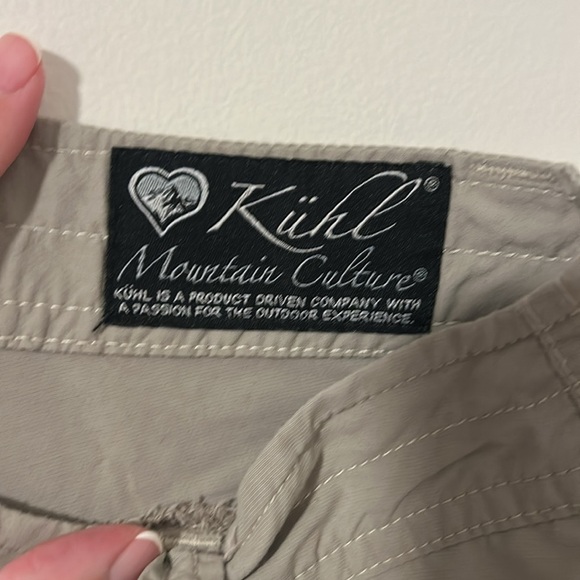 Kühl®
Mountain Culture®
KÜHL IS A PRODUCT DRIVEN COMPANY WITH
A PASSION FOR THE OUTDOOR EXPERIENCE.